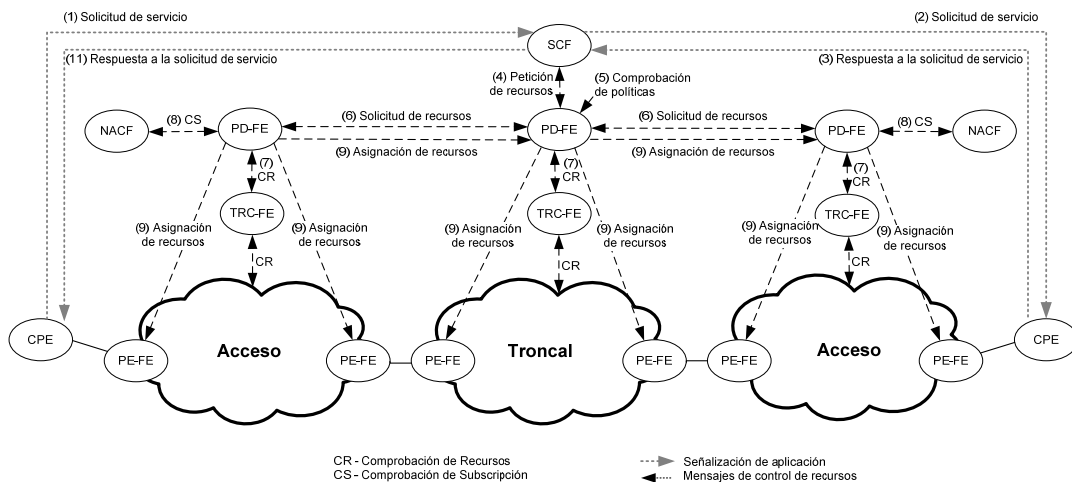 (1) Solicitud de servicio
(2) Solicitud de servicio
SCF
(11) Respuesta a la solicitud de servicio
(3) Respuesta a la solicitud de servicio
(4) Petición
de recursos
(5) Comprobación
de políticas
NACF
(8) CS
PD-FE
(6) Solicitud de recursos
PD-FE
(6) Solicitud de recursos
PD-FE
(8) CS
NACF
(9) Asignación de recursos
(9) Asignación de recursos
(7)
CR
(7)
CR
(7)
CR
TRC-FE
TRC-FE
TRC-FE
(9) Asignación
de recursos
(9) Asignación
de recursos
(9) Asignación
de recursos
(9) Asignación
de recursos
(9) Asignación
de recursos
(9) Asignación
de recursos
CR
CR
CR
CPE
PE-FE
Acceso
PE-FE
PE-FE
Troncal
PE-FE
PE-FE
Acceso
PE-FE
CPE
CR - Comprobación de Recursos
CS - Comprobación de Subscripción
Señalización de aplicación
Mensajes de control de recursos